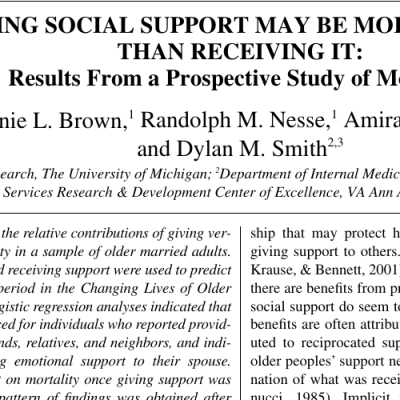 ING SOCIAL SUPPORT MAY BE MO
THAN RECEIVING IT:
Results From a Prospective Study of M
nie L. Brown,1 Randolph M. Nesse,1 Amira
and Dylan M. Smith2,3
earch, The University of Michigan; 2Department of Internal Medic
Services Research & Development Center of Excellence, VA Ann A
the relative contributions of giving ver-
ty in a sample of older married adults.
d receiving support were used to predict
period in the Changing Lives of Older
gistic regression analyses indicated that
ced for individuals who reported provid-
nds, relatives, and neighbors, and indi-
ng emotional support to their spouse.
t on mortality once giving support was
pattern of findings was obtained after
ship that may protect h
giving support to others.
Krause, & Bennett, 2001)
there are benefits from pr
social support do seem to
benefits are often attribu
uted to reciprocated sup
older peoples' support ne
nation of what was recei
nucci, 1985). Implicit